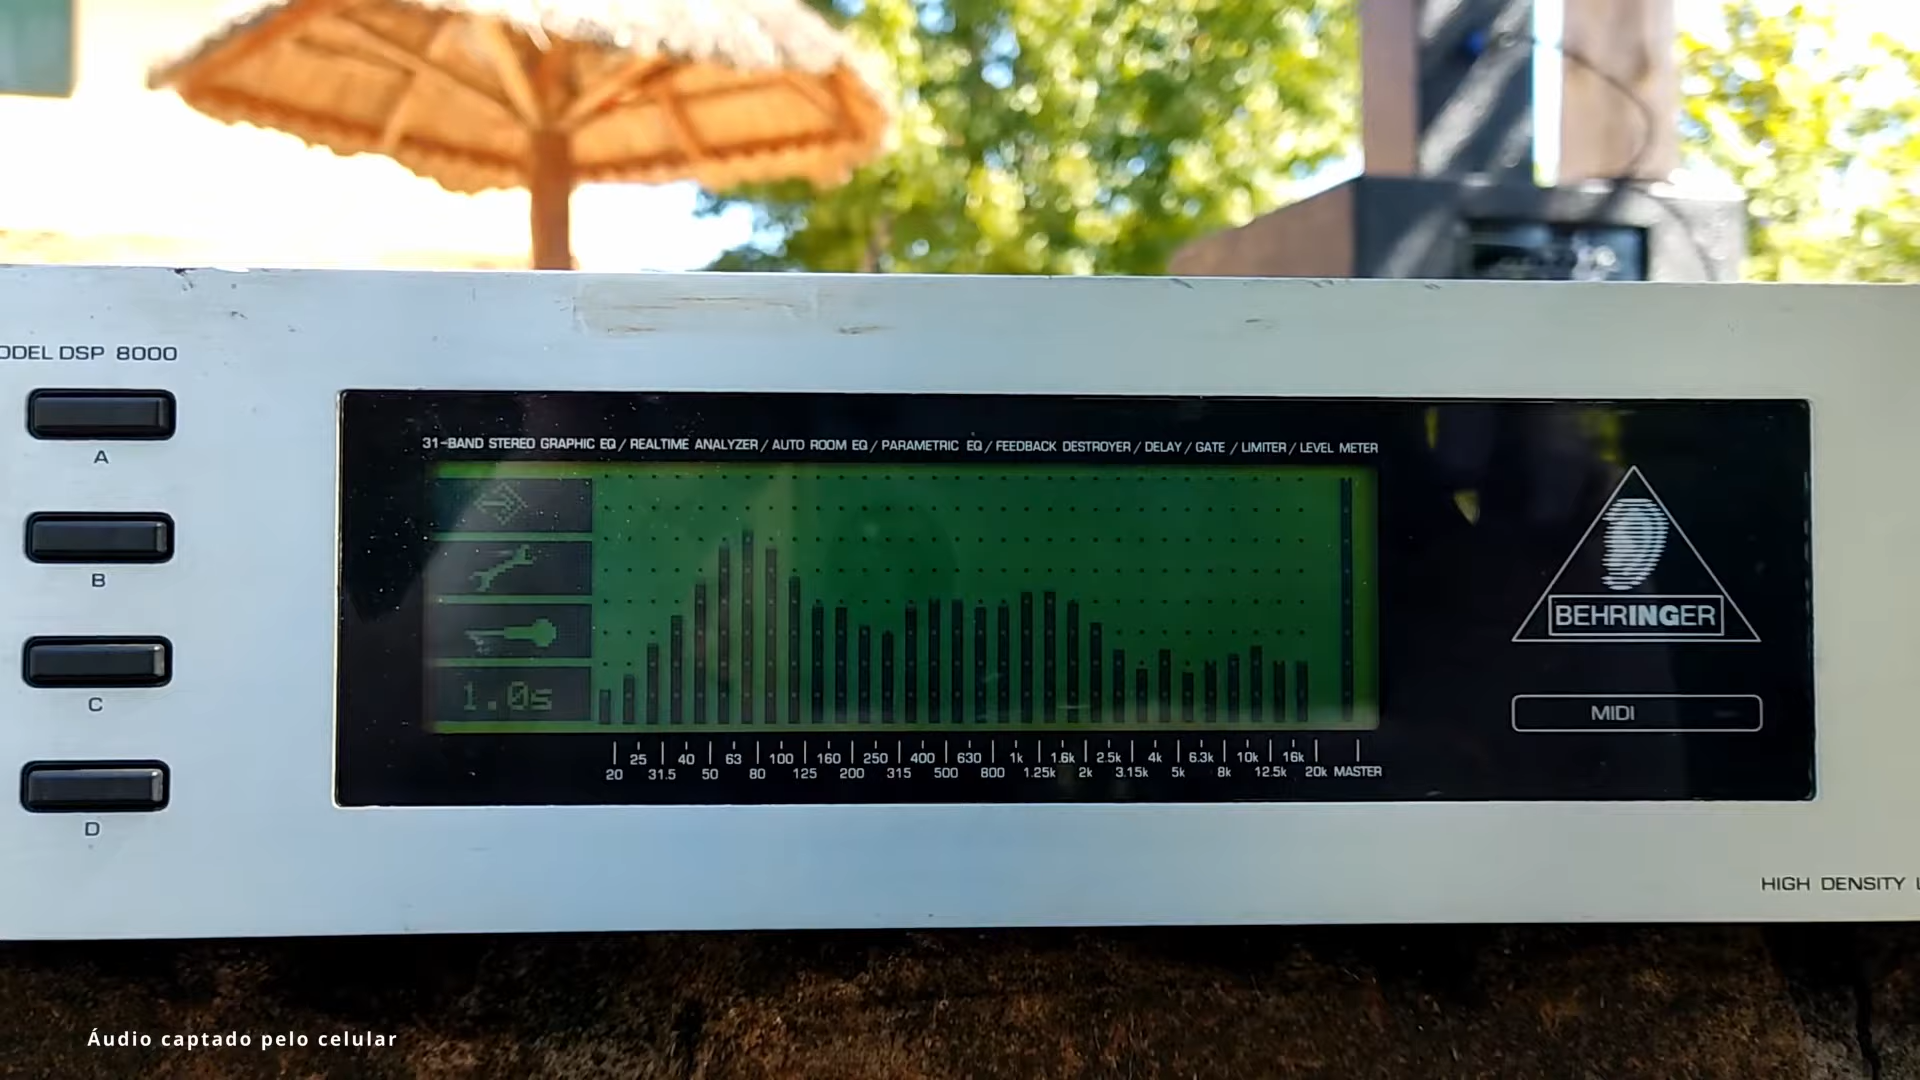 ODEL DSP 8000
A
B
C
D
31-BAND STEREO GRAPHIC EQ / REALTIME ANALYZER / AUTO ROOM EQ / PARAMETRIC EQ / FEEDBACK DESTROYER / DELAY / GATE / LIMITER / LEVEL METER
1.0s
25 40 63 100 160 250 400 630 1k 1.6k 2.5k 4k 6.3k 10k 16k
20 31.5 50 80 125 200 315 500 800 1.25k 2k 3.15k 5k 8k 12.5k 20k MASTER
BEHRINGER
MIDI
HIGH DENSITY
Áudio captado pelo celular